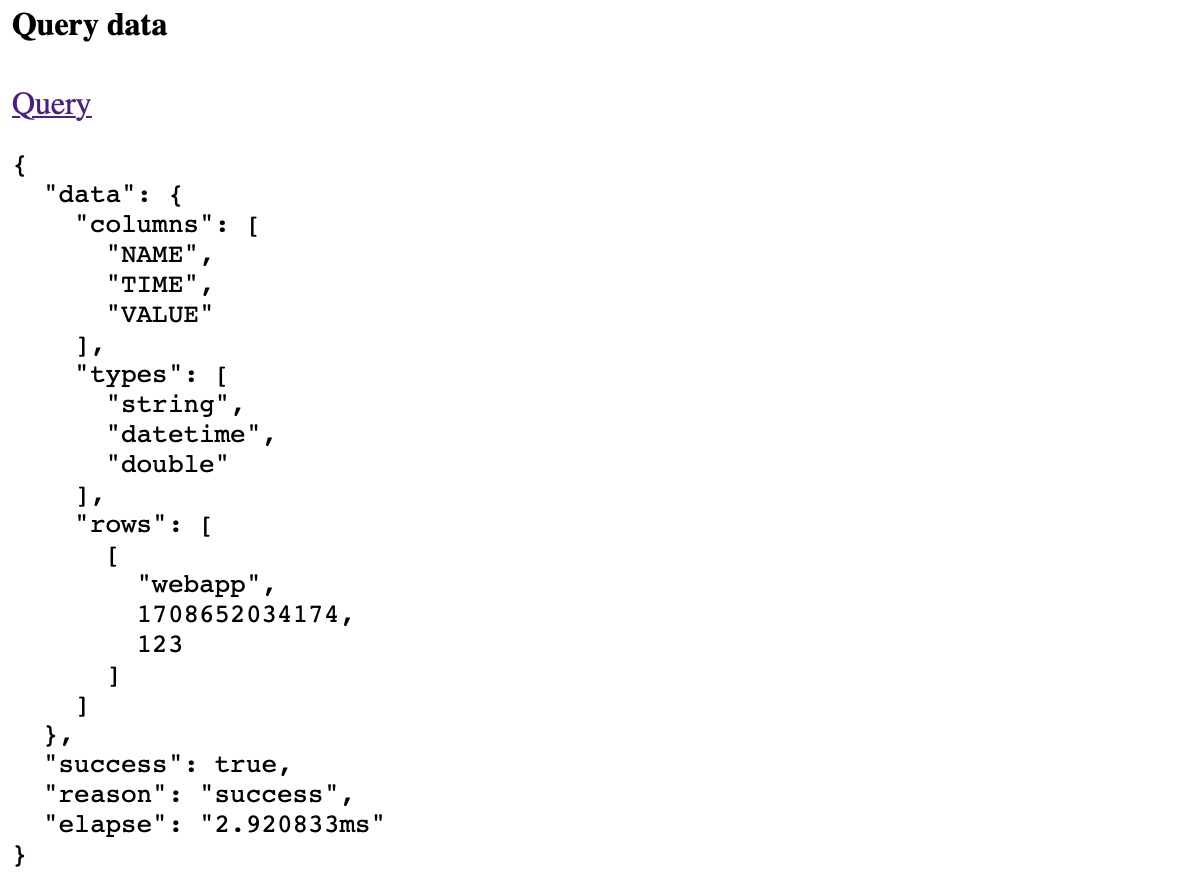 Query data
Query
{
  "data": {
    "columns": [
      "NAME",
      "TIME",
      "VALUE"
    ],
    "types": [
      "string",
      "datetime",
      "double"
    ],
    "rows": [
      [
        "webapp",
        1708652034174,
        123
      ]
    ]
  },
  "success": true,
  "reason": "success",
  "elapse": "2.920833ms"
}